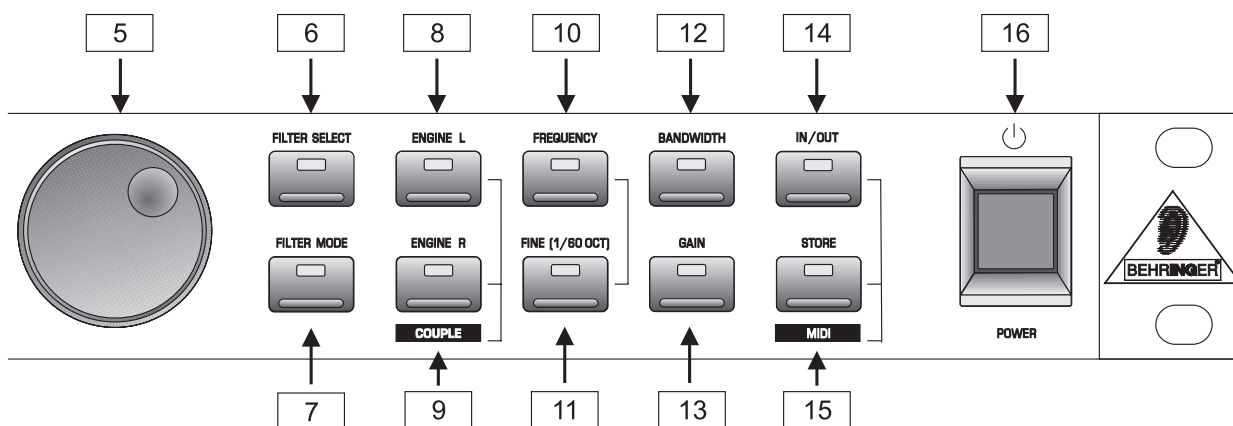 5 6 8 10 12 14 16
FILTER SELECT ENGINE L FREQUENCY BANDWIDTH IN/OUT
FILTER MODE ENGINE R FINE (1/60 OCT) GAIN STORE
BEHRINGER
COUPLE MIDI POWER
7 9 11 13 15